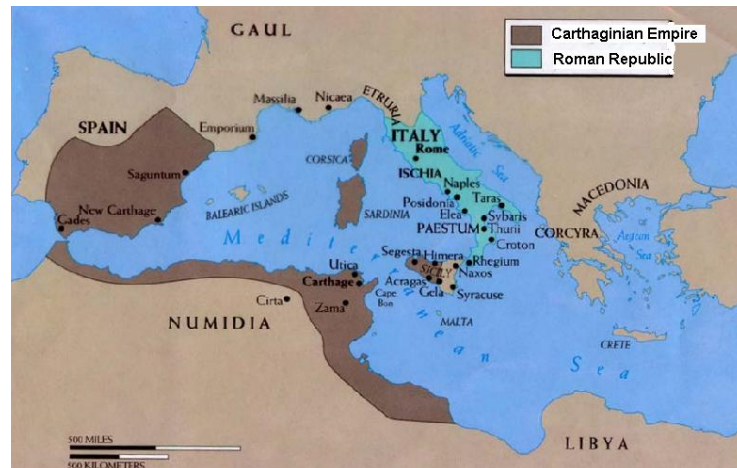 GAUL
Carthaginian Empire
Roman Republic
Massilia
Nicaea
ETRURIA
SPAIN
Emporium
ITALY
Rome
Adriatic
Sea
CORSICA
ISCHIA
Saguntum
Naples
MACEDONIA
Posidonia
Taras
BALEARIC ISLANDS
SARDINIA
New Carthage
Elea
Sybaris
Gades
PAESTUM
Thurii
CORCYRA
Aegean
Sea
Croton
Mediterranean Sea
Segesta
Himera
Rhegium
Utica
SICILY
Naxos
Carthage
Acragas
Cape
Bon
Gela
Syracuse
Cirta
Zama
NUMIDIA
MALTA
CRETE
500 MILES
500 KILOMETERS
LIBYA